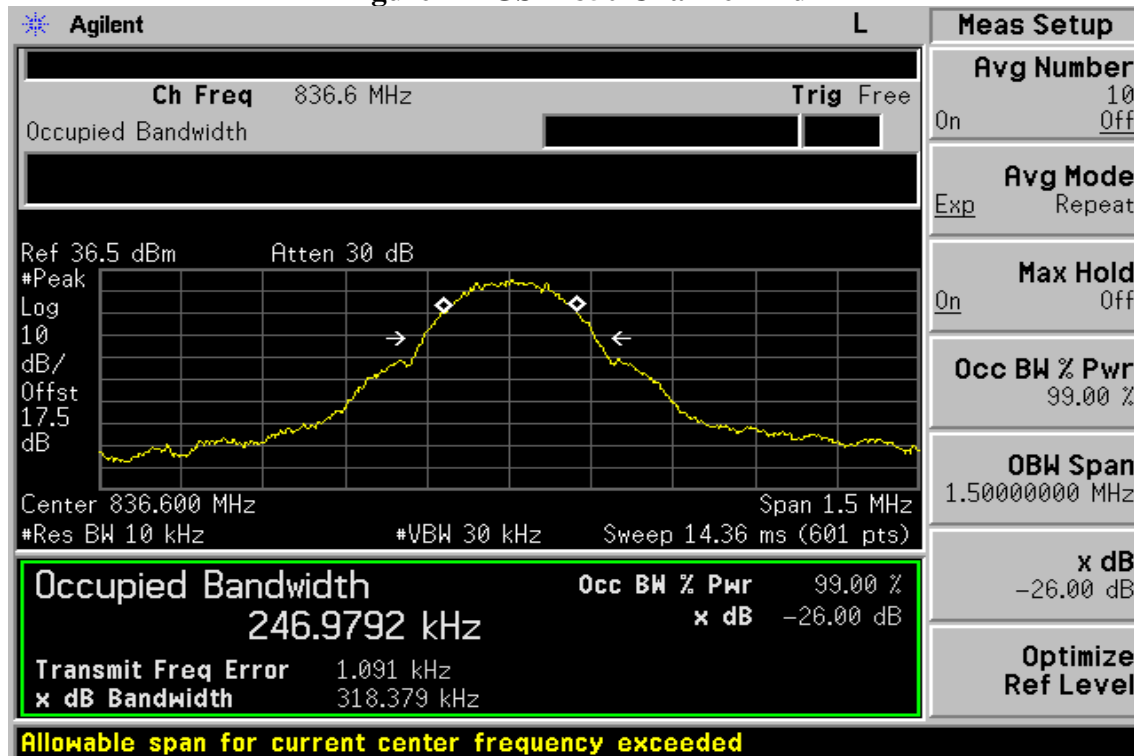 Agilent L
Ch Freq 836.6 MHz Trig Free
Occupied Bandwidth
Ref 36.5 dBm Atten 30 dB
#Peak
Log
10
dB/
Offst
17.5
dB
Center 836.600 MHz Span 1.5 MHz
#Res BW 10 kHz #VBW 30 kHz Sweep 14.36 ms (601 pts)
Occupied Bandwidth Occ BW % Pwr 99.00 %
246.9792 kHz x dB -26.00 dB
Transmit Freq Error 1.091 kHz
x dB Bandwidth 318.379 kHz
Allowable span for current center frequency exceeded
Meas Setup
Avg Number
10
On Off
Avg Mode
Exp Repeat
Max Hold
On Off
Occ BW % Pwr
99.00 %
OBW Span
1.50000000 MHz
x dB
-26.00 dB
Optimize
Ref Level